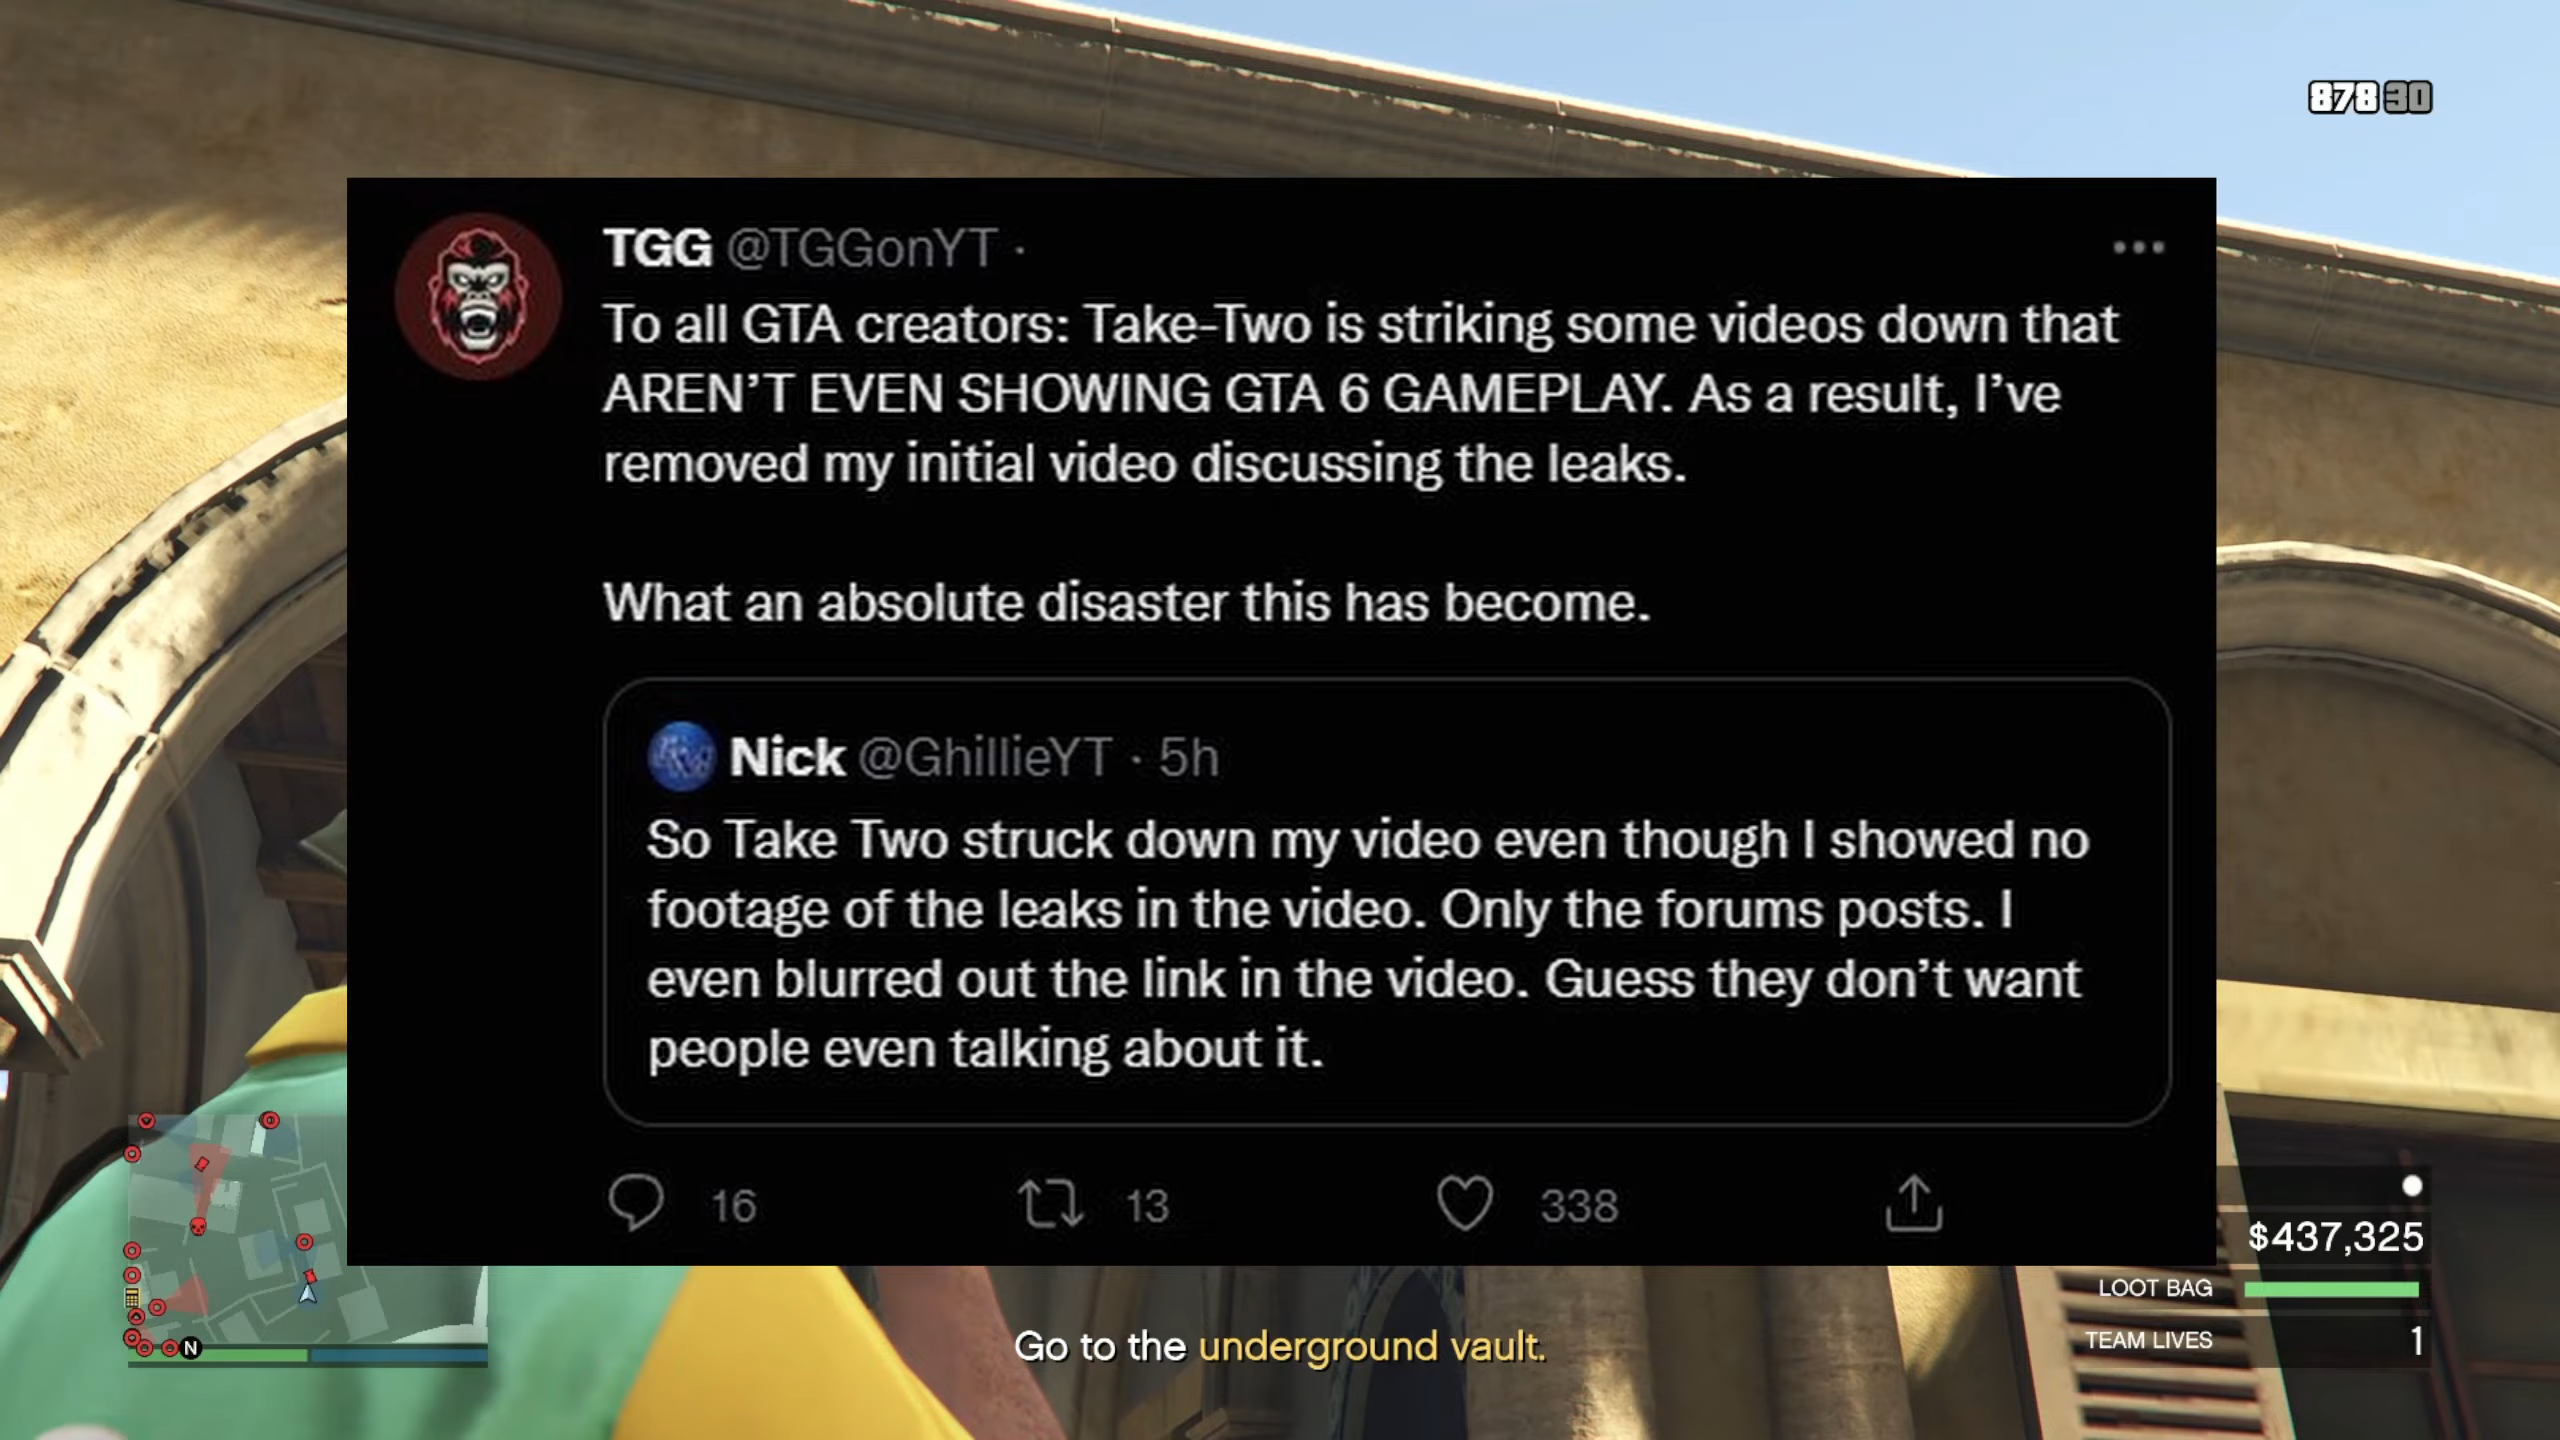 878 30
TGG @TGGonYT ·
To all GTA creators: Take-Two is striking some videos down that
AREN’T EVEN SHOWING GTA 6 GAMEPLAY. As a result, I’ve
removed my initial video discussing the leaks.
What an absolute disaster this has become.
Nick @GhillieYT · 5h
So Take Two struck down my video even though I showed no
footage of the leaks in the video. Only the forums posts. I
even blurred out the link in the video. Guess they don’t want
people even talking about it.
16 13 338
$437,325
LOOT BAG
TEAM LIVES 1
N
Go to the underground vault.